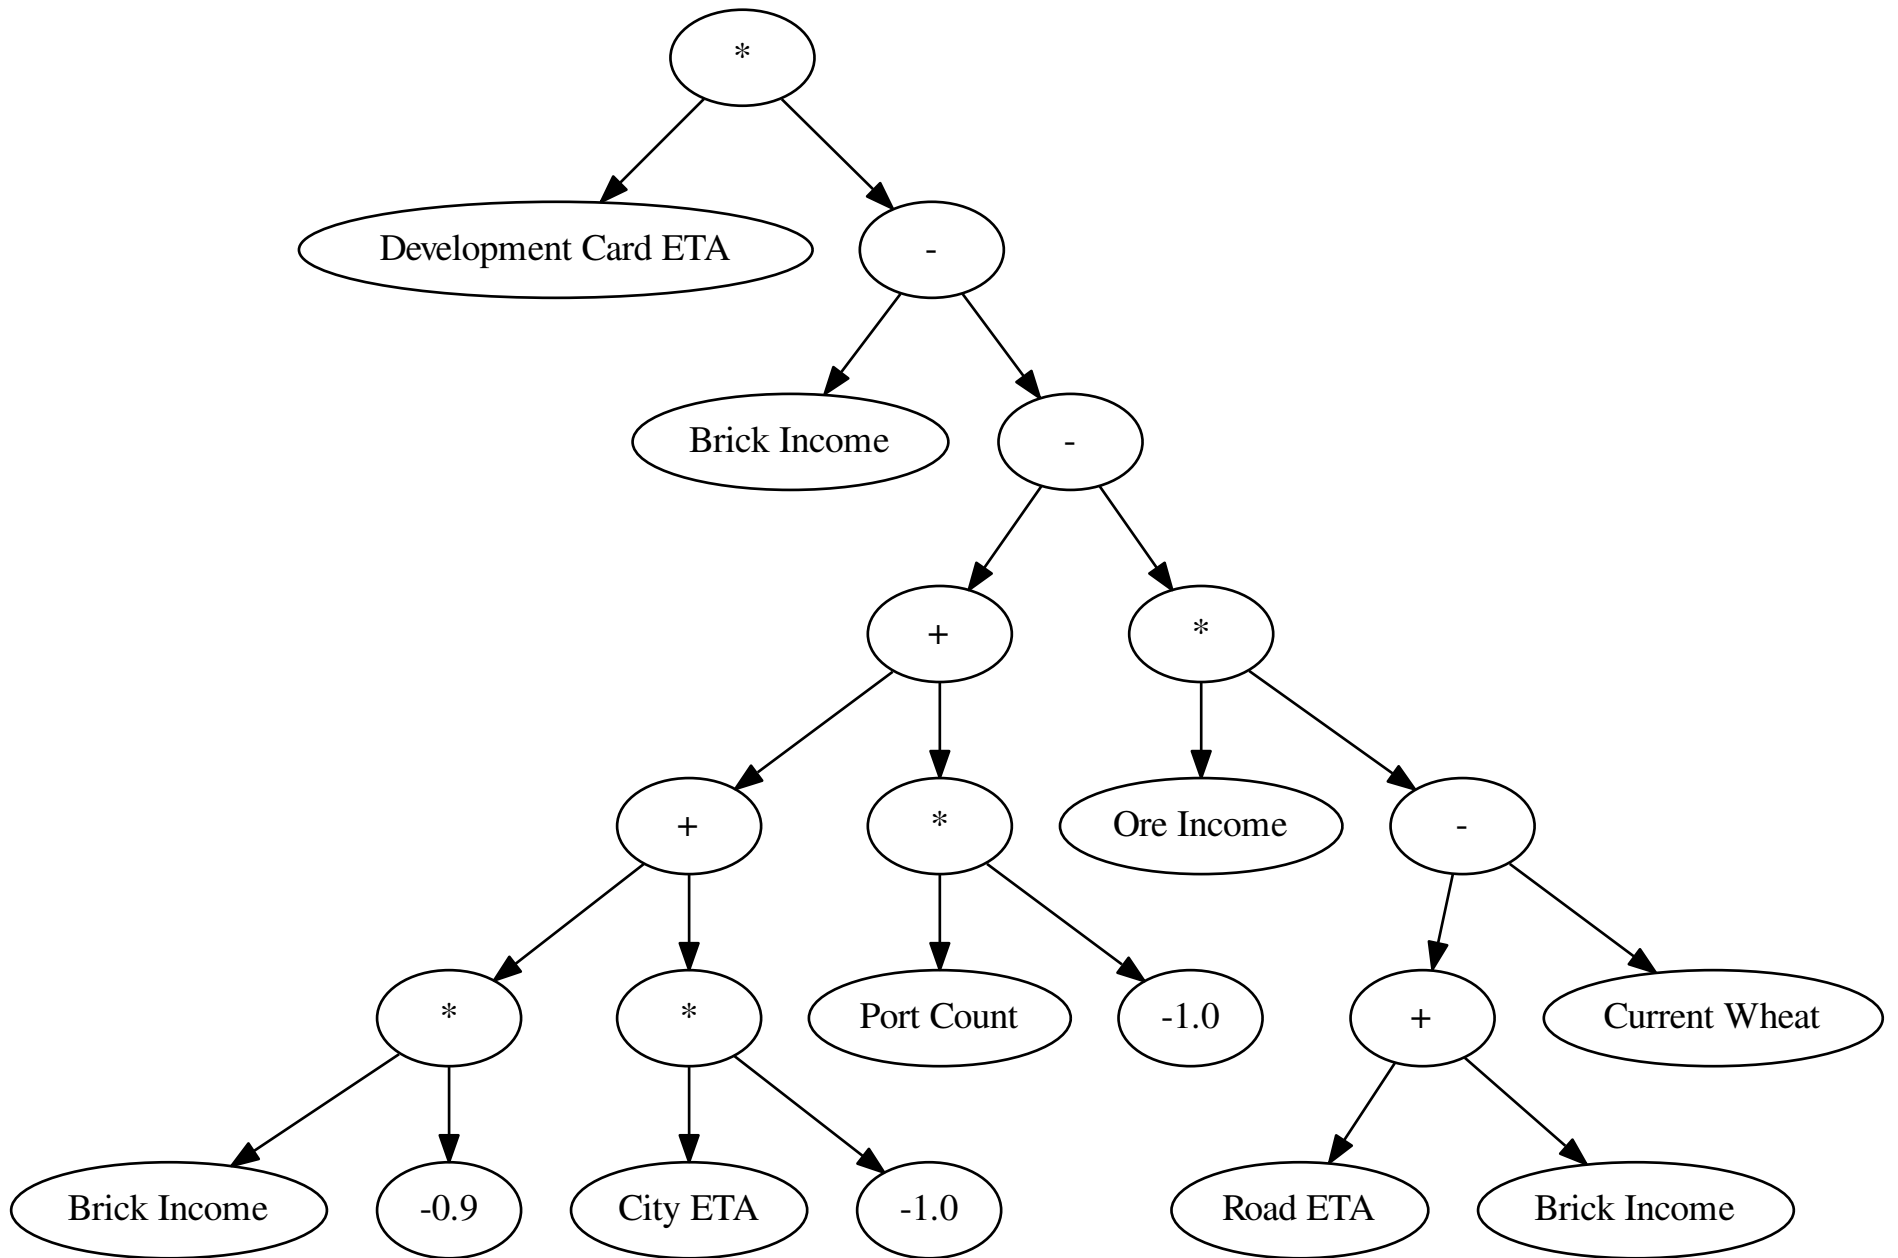 *
Development Card ETA
-
Brick Income
-
+
*
+
*
Ore Income
-
*
*
Port Count
-1.0
+
Current Wheat
Brick Income
-0.9
City ETA
-1.0
Road ETA
Brick Income